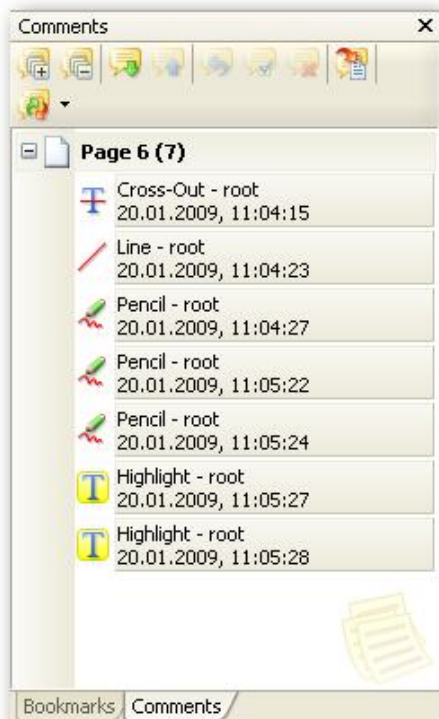 Comments
Page 6 (7)
Cross-Out - root
20.01.2009, 11:04:15
Line - root
20.01.2009, 11:04:23
Pencil - root
20.01.2009, 11:04:27
Pencil - root
20.01.2009, 11:05:22
Pencil - root
20.01.2009, 11:05:24
Highlight - root
20.01.2009, 11:05:27
Highlight - root
20.01.2009, 11:05:28
Bookmarks Comments